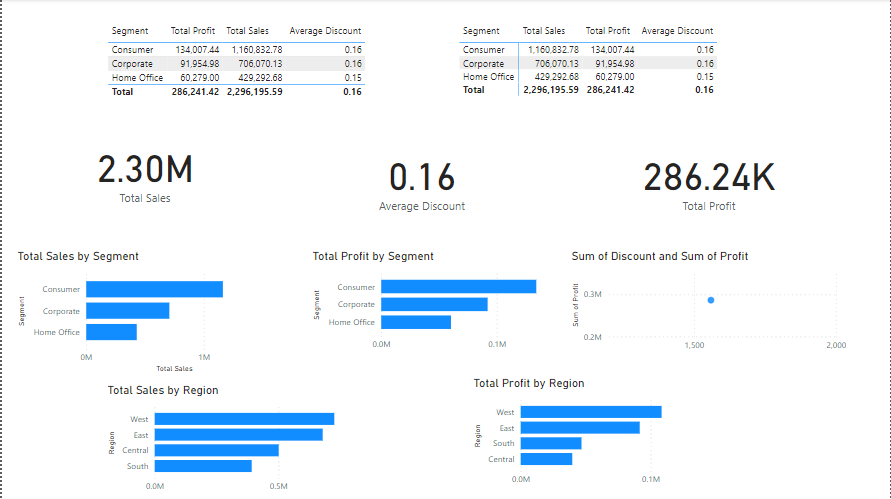 Segment Total Profit Total Sales Average Discount
Consumer 134,007.44 1,160,832.78 0.16
Corporate 91,954.98 706,070.13 0.16
Home Office 60,279.00 429,292.68 0.15
Total 286,241.42 2,296,195.59 0.16
Segment Total Sales Total Profit Average Discount
Consumer 1,160,832.78 134,007.44 0.16
Corporate 706,070.13 91,954.98 0.16
Home Office 429,292.68 60,279.00 0.15
Total 2,296,195.59 286,241.42 0.16
2.30M
Total Sales
0.16
Average Discount
286.24K
Total Profit
Total Sales by Segment
Segment
Consumer
Corporate
Home Office
0M 1M
Total Sales
Total Profit by Segment
Segment
Consumer
Corporate
Home Office
0.0M 0.1M
Sum of Discount and Sum of Profit
Sum of Profit
0.3M
0.2M
1,500 2,000
Total Sales by Region
Region
West
East
Central
South
0.0M 0.5M
Total Profit by Region
Region
West
East
South
Central
0.0M 0.1M